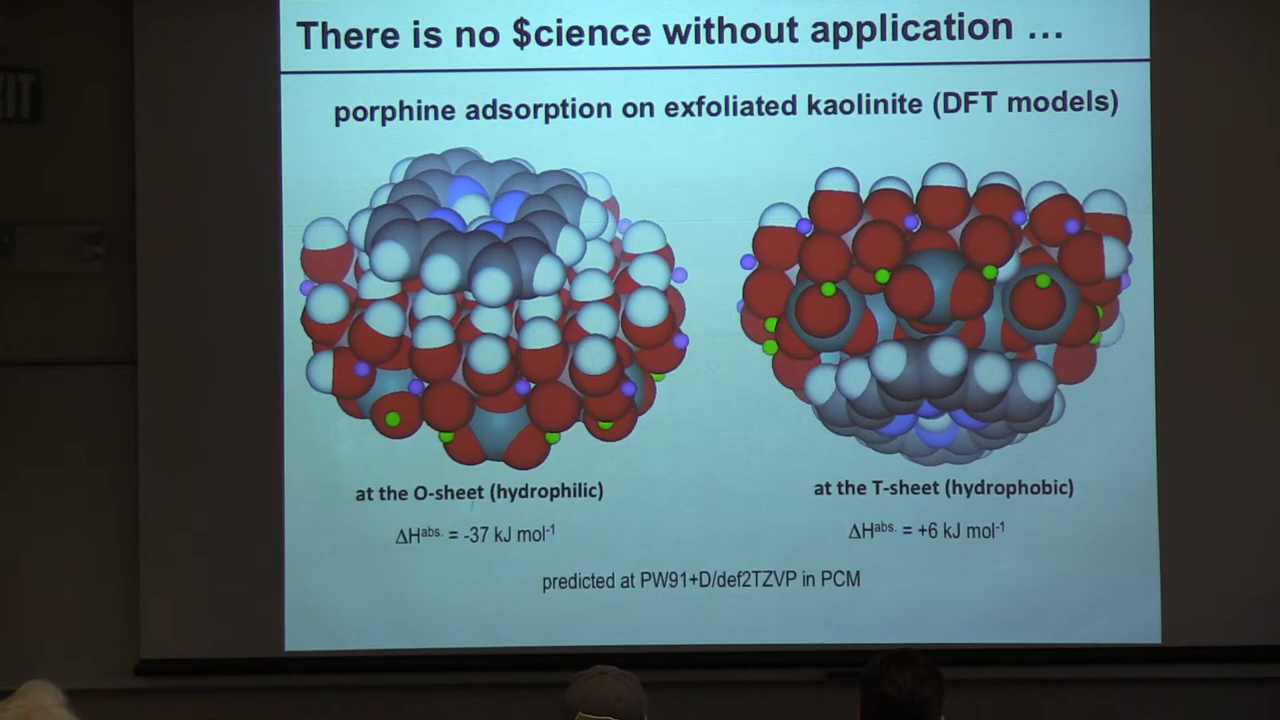 There is no $cience without application ...
porphine adsorption on exfoliated kaolinite (DFT models)
at the O-sheet (hydrophilic)
ΔHabs. = -37 kJ mol-1
at the T-sheet (hydrophobic)
ΔHabs. = +6 kJ mol-1
predicted at PW91+D/def2TZVP in PCM